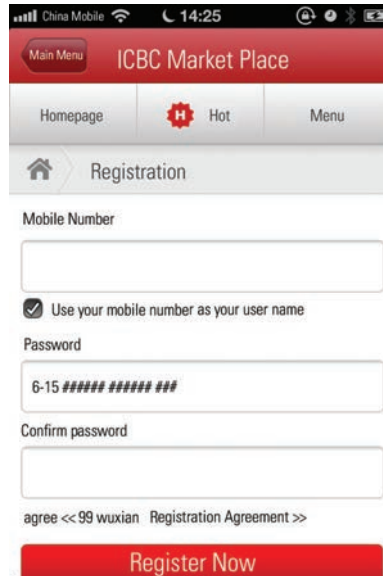 China Mobile 14:25
Main Menu ICBC Market Place
Homepage H Hot Menu
Registration
Mobile Number
Use your mobile number as your user name
Password
6-15 ###### ###### ###
Confirm password
agree << 99 wuxian Registration Agreement >>
Register Now